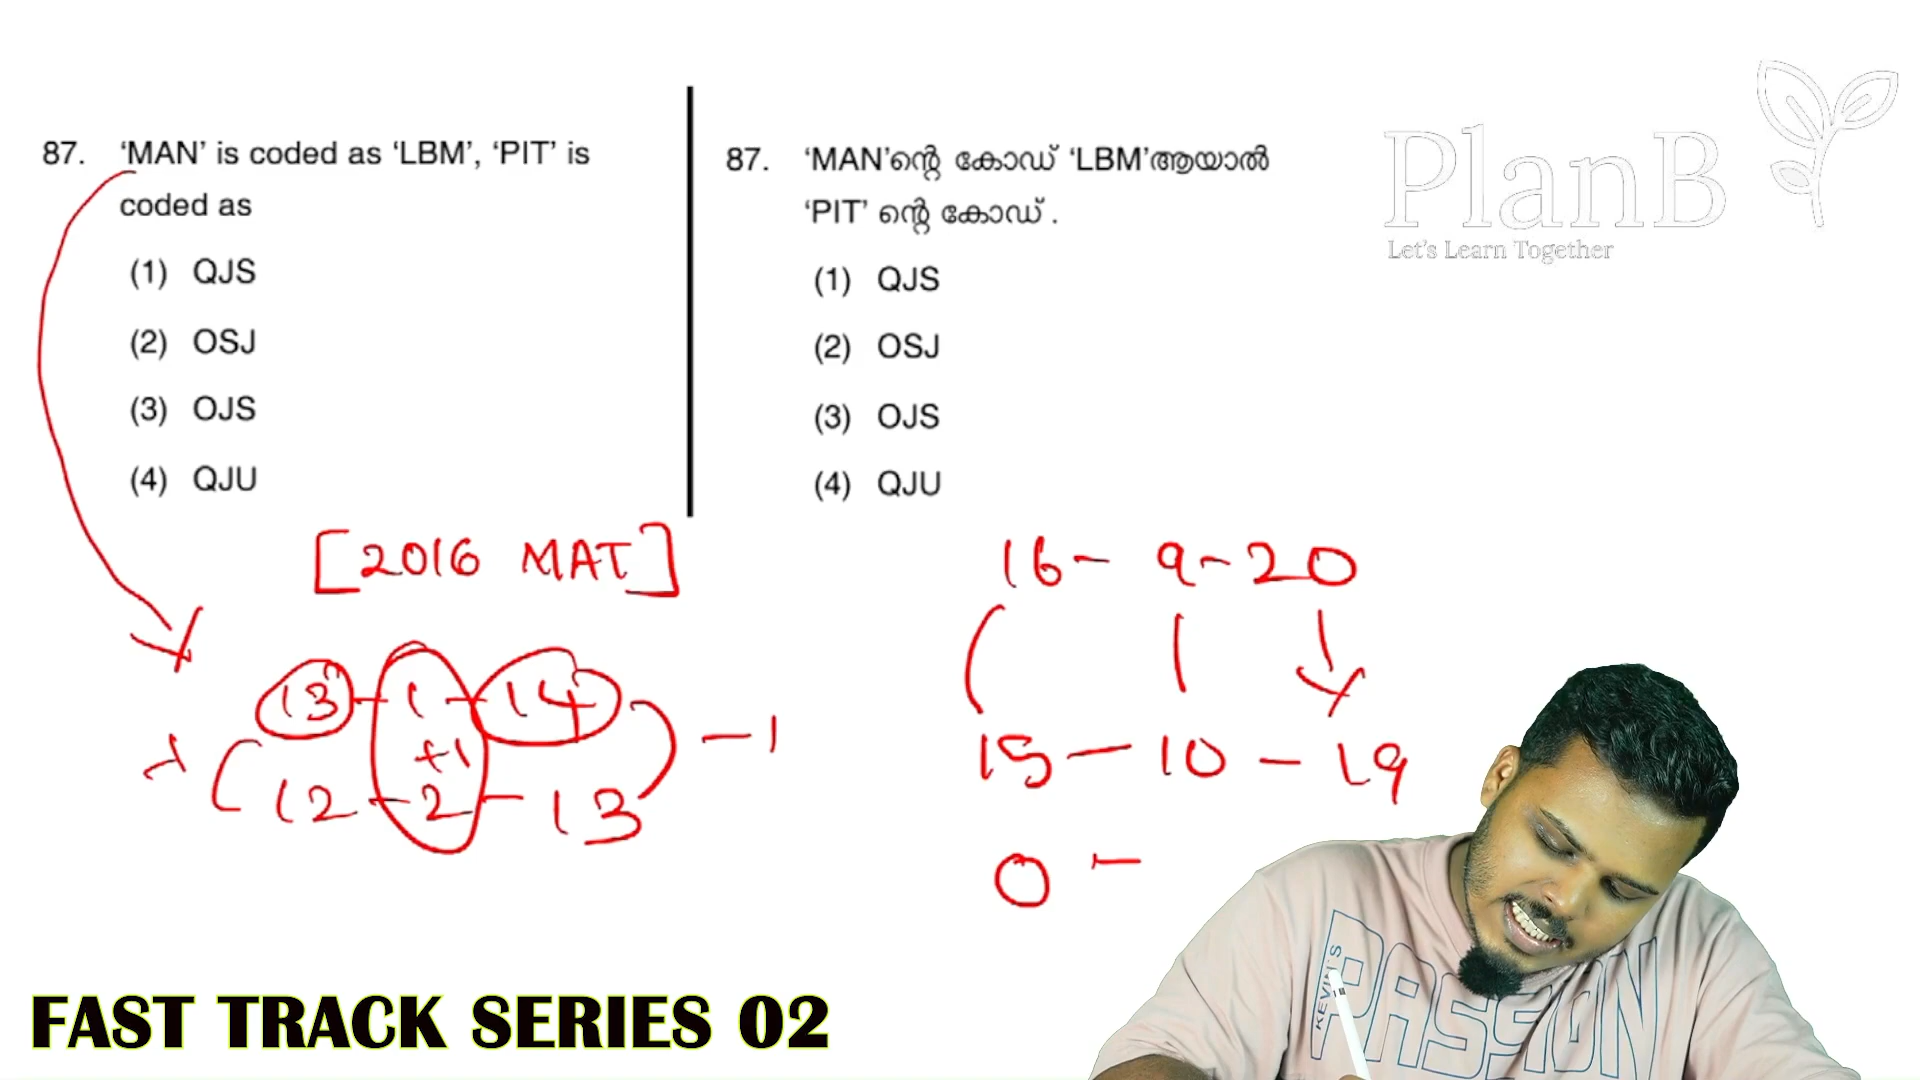 87. ‘MAN’ is coded as ‘LBM’, ‘PIT’ is
coded as
(1) QJS
(2) OSJ
(3) OJS
(4) QJU
87. ‘MAN’ന്റെ കോഡ് ‘LBM’ആയാൽ
‘PIT’ ന്റെ കോഡ് .
(1) QJS
(2) OSJ
(3) OJS
(4) QJU
PlanB
Let's Learn Together
[2016 MAT]
13 - 1 - 14
+1
- 1
12 - 2 - 13
16 - 9 - 20
15 - 10 - 19
O -
KEVIN'S
PASSION
FAST TRACK SERIES 02